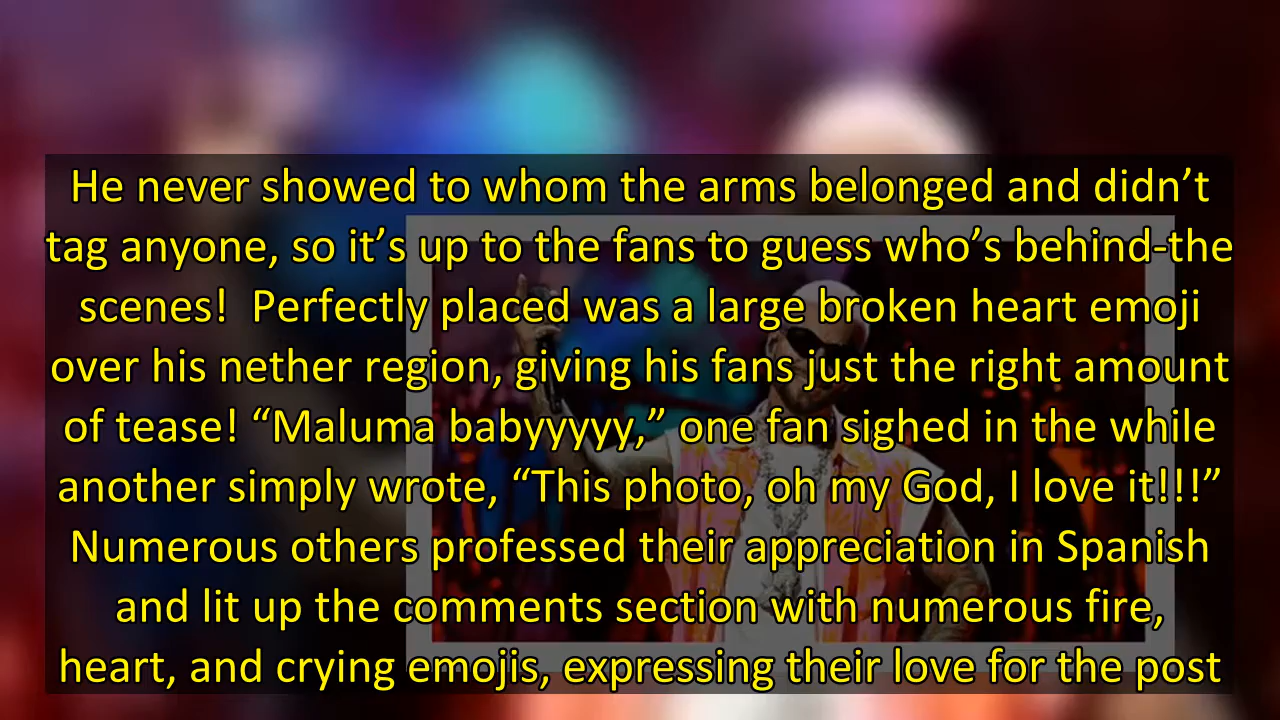 He never showed to whom the arms belonged and didn’t
tag anyone, so it’s up to the fans to guess who’s behind-the
scenes!  Perfectly placed was a large broken heart emoji
over his nether region, giving his fans just the right amount
of tease! “Maluma babyyyyy,” one fan sighed in the while
another simply wrote, “This photo, oh my God, I love it!!!”
Numerous others professed their appreciation in Spanish
and lit up the comments section with numerous fire,
heart, and crying emojis, expressing their love for the post